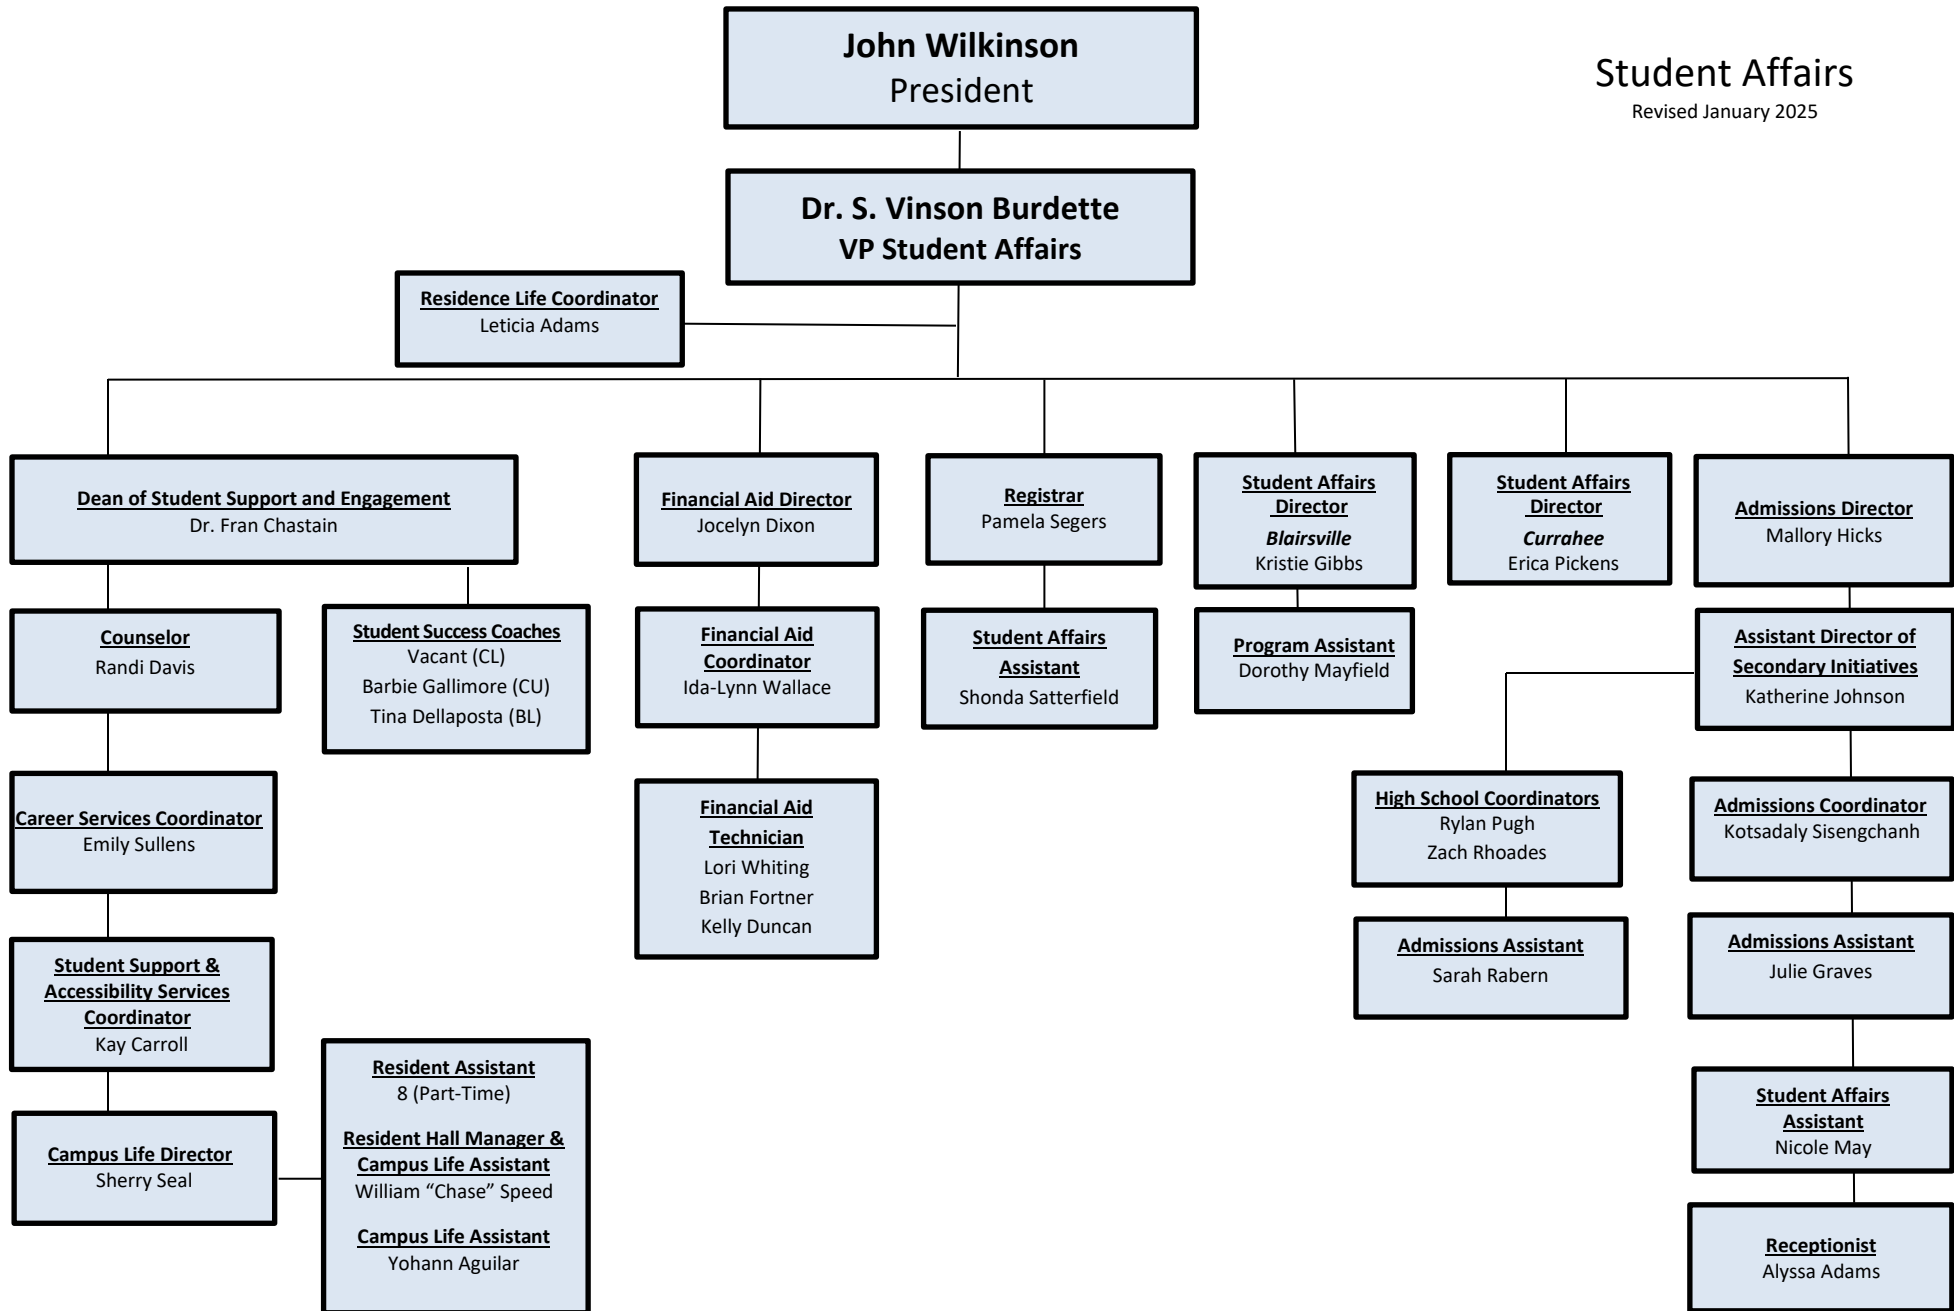 John Wilkinson
President
Student Affairs
Revised January 2025
Dr. S. Vinson Burdette
VP Student Affairs
Residence Life Coordinator
Leticia Adams
Dean of Student Support and Engagement
Dr. Fran Chastain
Financial Aid Director
Jocelyn Dixon
Registrar
Pamela Segers
Student Affairs
Director
Blairsville
Kristie Gibbs
Student Affairs
Director
Currahee
Erica Pickens
Admissions Director
Mallory Hicks
Counselor
Randi Davis
Student Success Coaches
Vacant (CL)
Barbie Gallimore (CU)
Tina Dellaposta (BL)
Financial Aid
Coordinator
Ida-Lynn Wallace
Student Affairs
Assistant
Shonda Satterfield
Program Assistant
Dorothy Mayfield
Assistant Director of
Secondary Initiatives
Katherine Johnson
Career Services Coordinator
Emily Sullens
Financial Aid
Technician
Lori Whiting
Brian Fortner
Kelly Duncan
High School Coordinators
Rylan Pugh
Zach Rhoades
Admissions Coordinator
Kotsadaly Sisengchanh
Student Support &
Accessibility Services
Coordinator
Kay Carroll
Admissions Assistant
Sarah Rabern
Admissions Assistant
Julie Graves
Campus Life Director
Sherry Seal
Resident Assistant
8 (Part-Time)
Resident Hall Manager &
Campus Life Assistant
William “Chase” Speed
Campus Life Assistant
Yohann Aguilar
Student Affairs
Assistant
Nicole May
Receptionist
Alyssa Adams